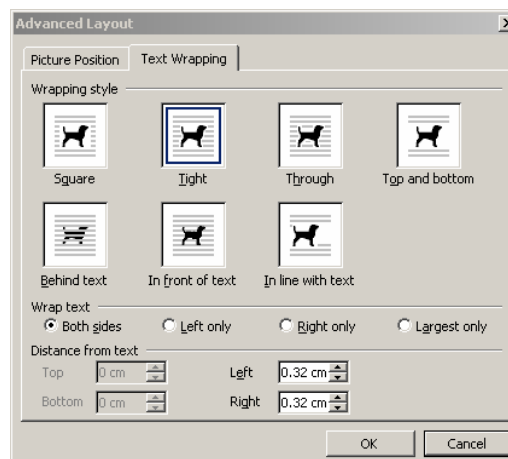 Advanced Layout
Picture Position Text Wrapping
Wrapping style
Square Tight Through Top and bottom
Behind text In front of text In line with text
Wrap text
Both sides Left only Right only Largest only
Distance from text
Top 0 cm Left 0.32 cm
Bottom 0 cm Right 0.32 cm
OK Cancel